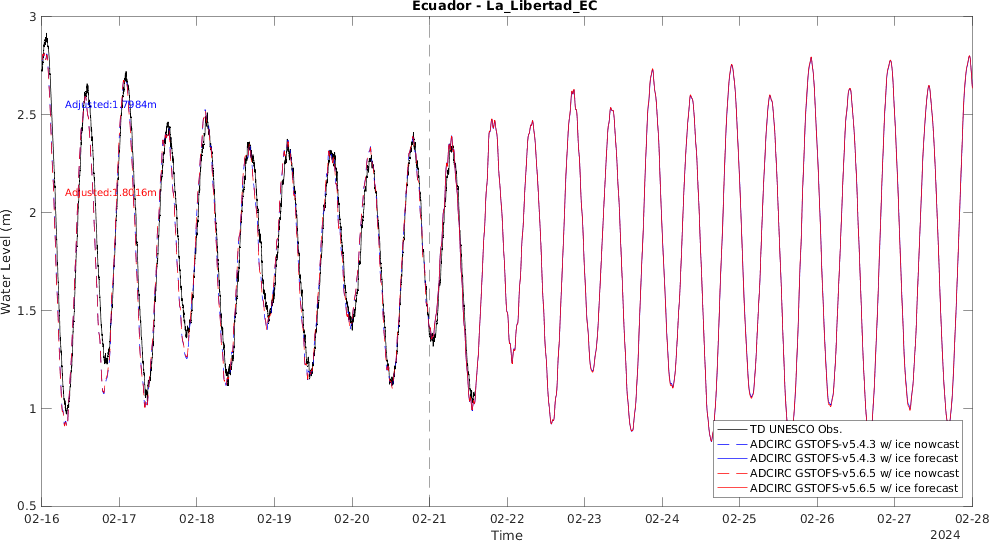 Ecuador - La_Libertad_EC
3
2.5
2
1.5
1
0.5
Water Level (m)
Adjusted:1.7984m
Adjusted:1.8016m
TD UNESCO Obs.
ADCIRC GSTOFS-v5.4.3 w/ ice nowcast
ADCIRC GSTOFS-v5.4.3 w/ ice forecast
ADCIRC GSTOFS-v5.6.5 w/ ice nowcast
ADCIRC GSTOFS-v5.6.5 w/ ice forecast
02-16 02-17 02-18 02-19 02-20 02-21 02-22 02-23 02-24 02-25 02-26 02-27 02-28
Time
2024